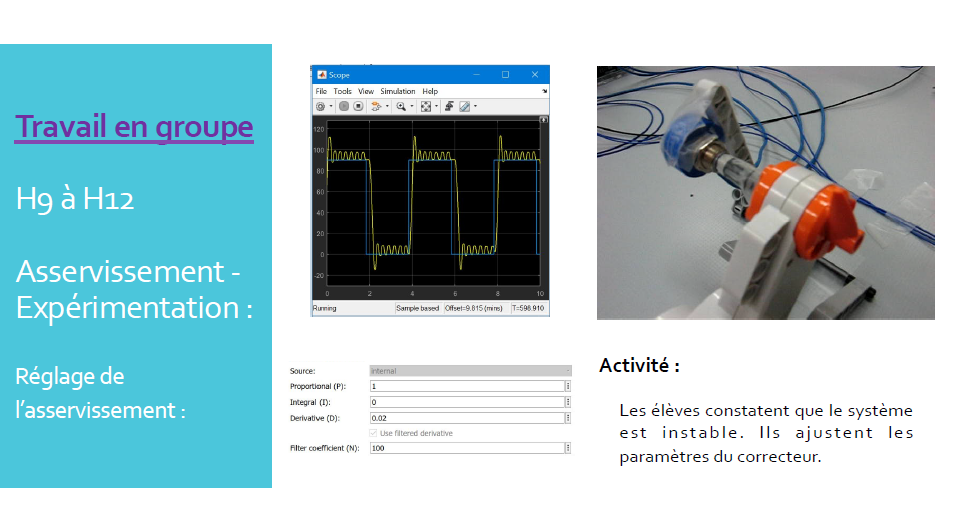 Travail en groupe
H9 à H12
Asservissement -
Expérimentation :
Réglage de
l'asservissement :
Scope
File Tools View Simulation Help
120
100
80
60
40
20
0
-20
0 2 4 6 8 10
Running Sample based Offset=9.815 (mins) T=598.910
Source: internal
Proportional (P): 1
Integral (I): 0
Derivative (D): 0.02
Use filtered derivative
Filter coefficient (N): 100
Activité :
Les élèves constatent que le système
est instable. Ils ajustent les
paramètres du correcteur.